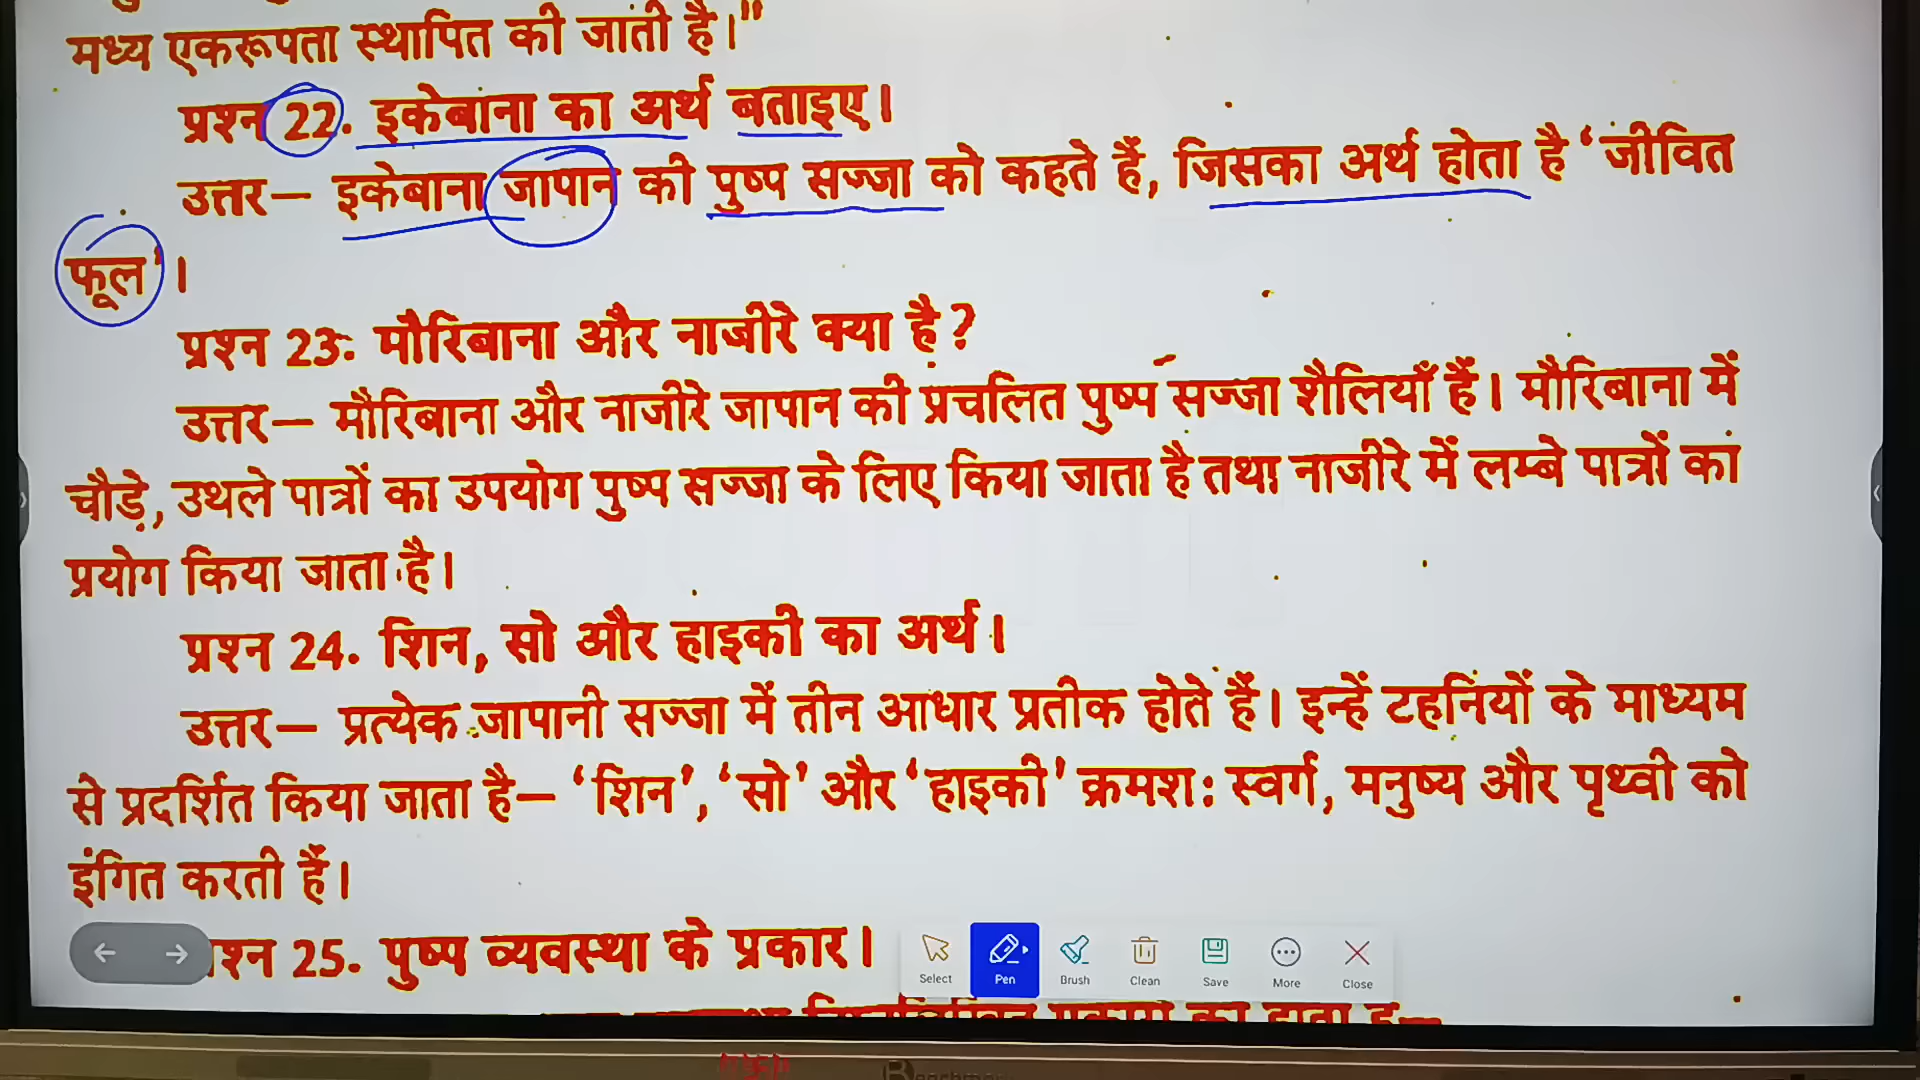 मध्य एकरूपता स्थापित की जाती है।"
प्रश्न 22. इकेबाना का अर्थ बताइए।
उत्तर— इकेबाना जापान की पुष्प सज्जा को कहते हैं, जिसका अर्थ होता है 'जीवित
फूल'।
प्रश्न 23. मौरिबाना और नाजीरे क्या है?
उत्तर— मौरिबाना और नाजीरे जापान की प्रचलित पुष्प सज्जा शैलियाँ हैं। मौरिबाना में
चौड़े, उथले पात्रों का उपयोग पुष्प सज्जा के लिए किया जाता है तथा नाजीरे में लम्बे पात्रों का
प्रयोग किया जाता है।
प्रश्न 24. शिन, सो और हाइकी का अर्थ।
उत्तर— प्रत्येक जापानी सज्जा में तीन आधार प्रतीक होते हैं। इन्हें टहनियों के माध्यम
से प्रदर्शित किया जाता है— 'शिन', 'सो' और 'हाइकी' क्रमश: स्वर्ग, मनुष्य और पृथ्वी को
इंगित करती हैं।
प्रश्न 25. पुष्प व्यवस्था के प्रकार।
Select Pen Brush Clean Save More Close